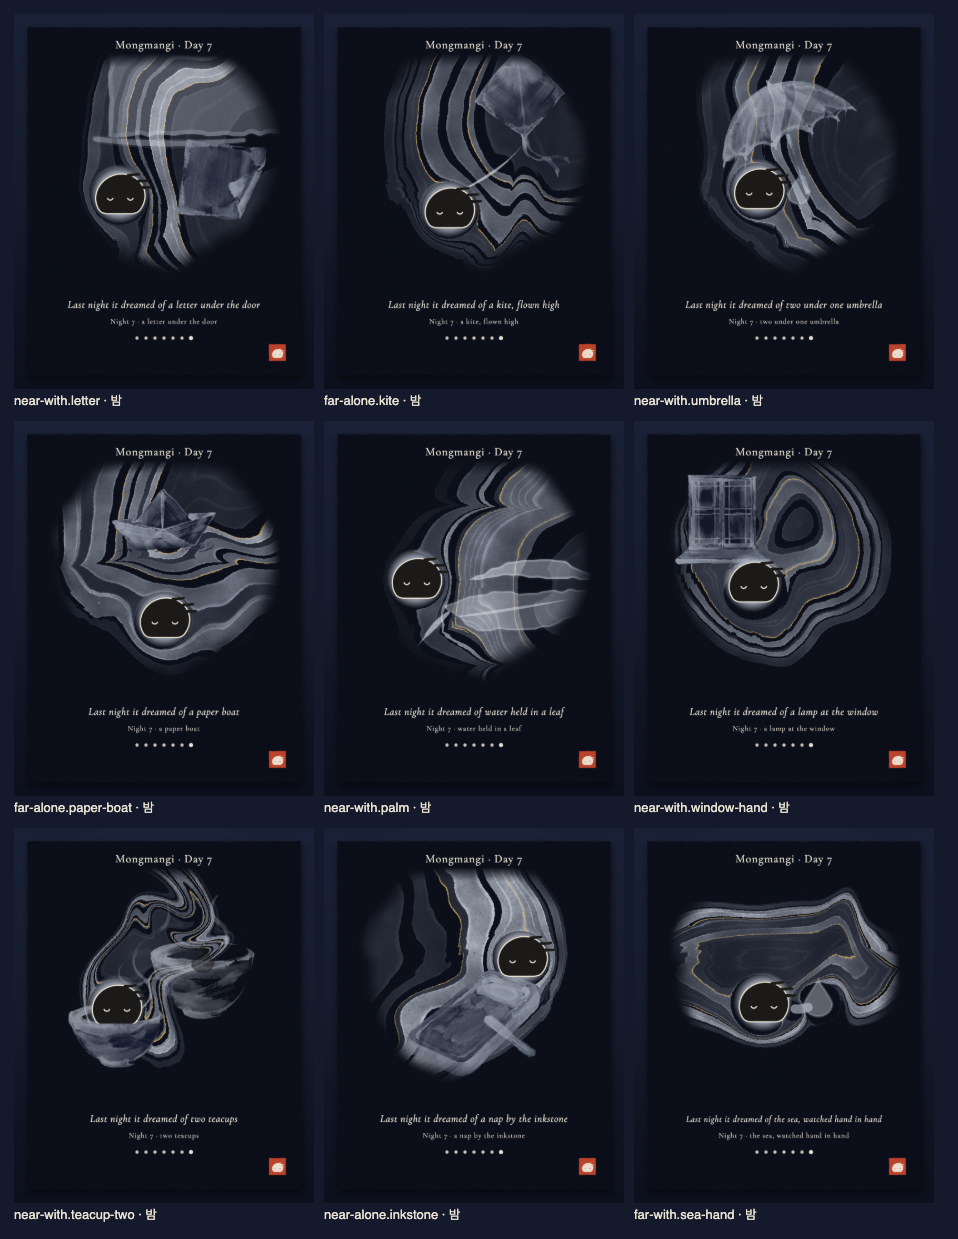 Mongmangi · Day 7
Last night it dreamed of a letter under the door
Night 7 · a letter under the door
near-with.letter · 밤
Mongmangi · Day 7
Last night it dreamed of a kite, flown high
Night 7 · a kite, flown high
far-alone.kite · 밤
Mongmangi · Day 7
Last night it dreamed of two under one umbrella
Night 7 · two under one umbrella
near-with.umbrella · 밤
Mongmangi · Day 7
Last night it dreamed of a paper boat
Night 7 · a paper boat
far-alone.paper-boat · 밤
Mongmangi · Day 7
Last night it dreamed of water held in a leaf
Night 7 · water held in a leaf
near-with.palm · 밤
Mongmangi · Day 7
Last night it dreamed of a lamp at the window
Night 7 · a lamp at the window
near-with.window-hand · 밤
Mongmangi · Day 7
Last night it dreamed of two teacups
Night 7 · two teacups
near-with.teacup-two · 밤
Mongmangi · Day 7
Last night it dreamed of a nap by the inkstone
Night 7 · a nap by the inkstone
near-alone.inkstone · 밤
Mongmangi · Day 7
Last night it dreamed of the sea, watched hand in hand
Night 7 · the sea, watched hand in hand
far-with.sea-hand · 밤